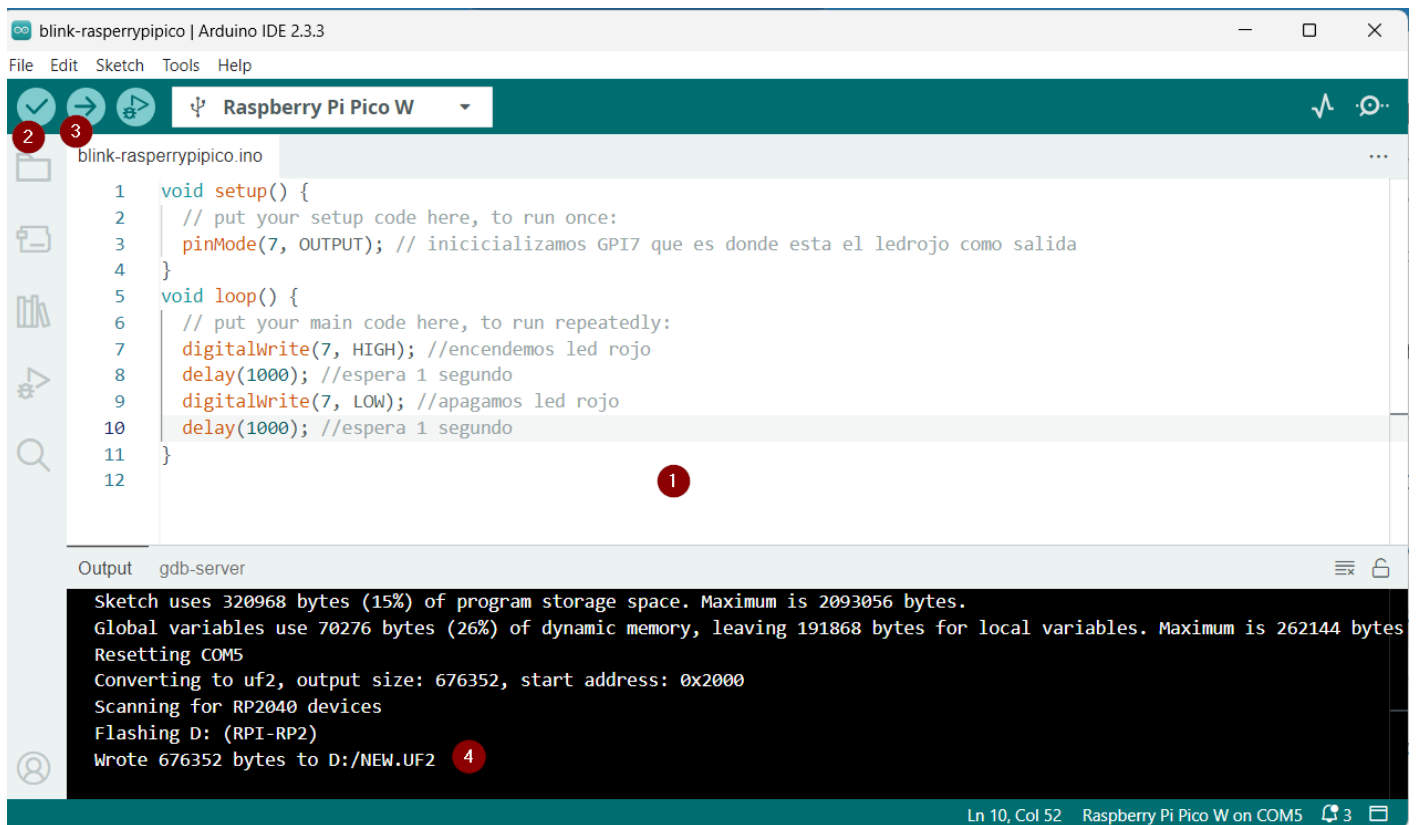 blink-rasperrypipico | Arduino IDE 2.3.3
File Edit Sketch Tools Help
Raspberry Pi Pico W
2
3
blink-rasperrypipico.ino
1 void setup() {
2 // put your setup code here, to run once:
3 pinMode(7, OUTPUT); // inicicializamos GPI7 que es donde esta el ledrojo como salida
4 }
5 void loop() {
6 // put your main code here, to run repeatedly:
7 digitalWrite(7, HIGH); //encendemos led rojo
8 delay(1000); //espera 1 segundo
9 digitalWrite(7, LOW); //apagamos led rojo
10 delay(1000); //espera 1 segundo
11 }
12
1
Output gdb-server
Sketch uses 320968 bytes (15%) of program storage space. Maximum is 2093056 bytes.
Global variables use 70276 bytes (26%) of dynamic memory, leaving 191868 bytes for local variables. Maximum is 262144 bytes
Resetting COM5
Converting to uf2, output size: 676352, start address: 0x2000
Scanning for RP2040 devices
Flashing D: (RPI-RP2)
Wrote 676352 bytes to D:/NEW.UF2 4
Ln 10, Col 52 Raspberry Pi Pico W on COM5 3